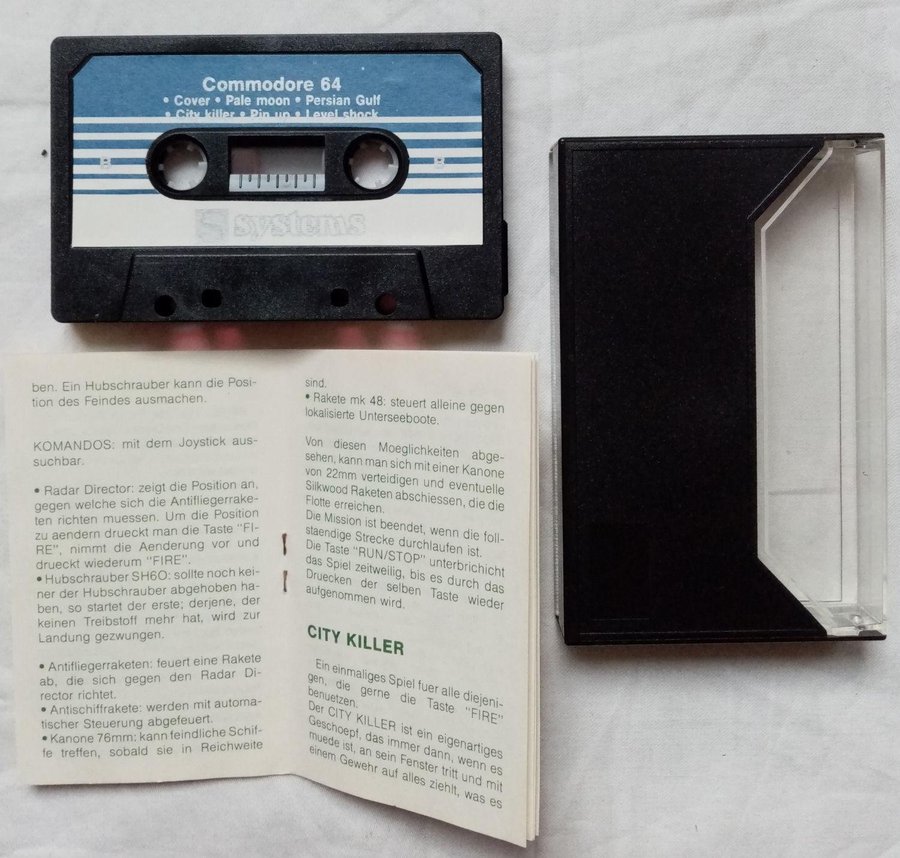 Commodore 64
• Cover • Pale moon • Persian Gulf
• City killer • Pin up • Level shock
systems
ben. Ein Hubschrauber kann die Posi-
tion des Feindes ausmachen.
KOMANDOS: mit dem Joystick aus-
suchbar.
• Radar Director: zeigt die Position an,
gegen welche sich die Antifliegerrake-
ten richten muessen. Um die Position
zu aendern drueckt man die Taste "FI-
RE", nimmt die Aenderung vor und
drueckt wiederum "FIRE".
• Hubschrauber SH6O: sollte noch kei-
ner der Hubschrauber abgehoben ha-
ben, so startet der erste; derjene, der
keinen Treibstoff mehr hat, wird zur
Landung gezwungen.
• Antifliegerraketen: feuert eine Rakete
ab, die sich gegen den Radar Di-
rector richtet.
• Antischiffrakete: werden mit automa-
tischer Steuerung abgefeuert.
• Kanone 76mm: kann feindliche Schif-
fe treffen, sobald sie in Reichweite
sind.
• Rakete mk 48: steuert alleine gegen
lokalisierte Unterseeboote.
Von diesen Moeglichkeiten abge-
sehen, kann man sich mit einer Kanone
von 22mm verteidigen und eventuelle
Silkwood Raketen abschiessen, die die
Flotte erreichen.
Die Mission ist beendet, wenn die foll-
staendige Strecke durchlaufen ist.
Die Taste "RUN/STOP" unterbrichicht
das Spiel zeitweilig, bis es durch das
Druecken der selben Taste wieder
aufgenommen wird.
CITY KILLER
Ein einmaliges Spiel fuer alle diejeni-
gen, die gerne die Taste "FIRE"
benuetzen.
Der CITY KILLER ist ein eigenartiges
Geschoepf, das immer dann, wenn es
muede ist, an sein Fenster tritt und mit
einem Gewehr auf alles ziehlt, was es